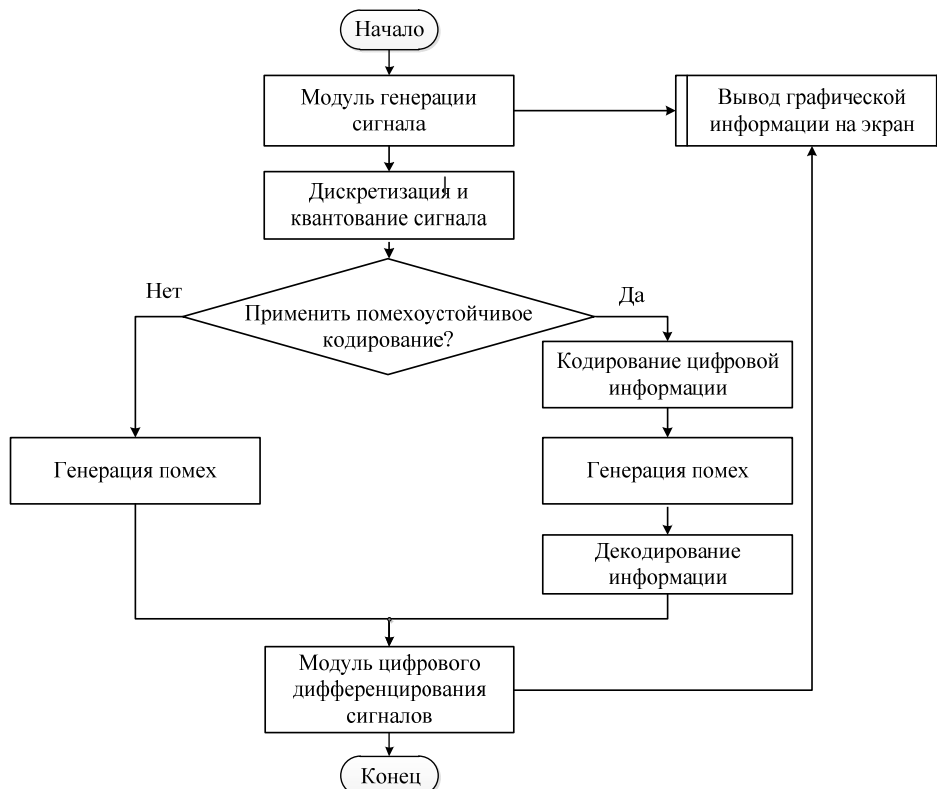 Начало
Модуль генерации
сигнала
Вывод графической
информации на экран
Дискретизация и
квантование сигнала
Нет
Да
Применить помехоустойчивое
кодирование?
Кодирование цифровой
информации
Генерация помех
Генерация помех
Декодирование
информации
Модуль цифрового
дифференцирования
сигналов
Конец